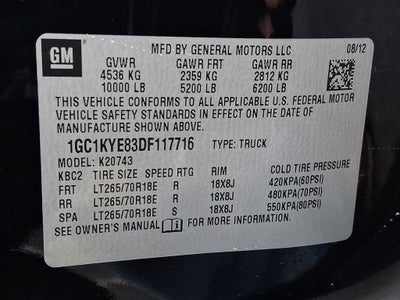 GM
MFD BY GENERAL MOTORS LLC 08/12
GVWR GAWR FRT GAWR RR
4536 KG 2359 KG 2812 KG
10000 LB 5200 LB 6200 LB
THIS VEHICLE CONFORMS TO ALL APPLICABLE U.S. FEDERAL MOTOR
VEHICLE SAFETY STANDARDS IN EFFECT ON THE DATE OF
MANUFACTURE SHOWN ABOVE.
1GC1KYE83DF117716 TYPE: TRUCK
MODEL: K20743
KBC2 TIRE SIZE SPEED RTG RIM COLD TIRE PRESSURE
FRT LT265/70R18E R 18X8J 420KPA(60PSI)
RR LT265/70R18E R 18X8J 480KPA(70PSI)
SPA LT265/70R18E S 18X8J 550KPA(80PSI)
SEE OWNER'S MANUAL FOR MORE INFORMATION